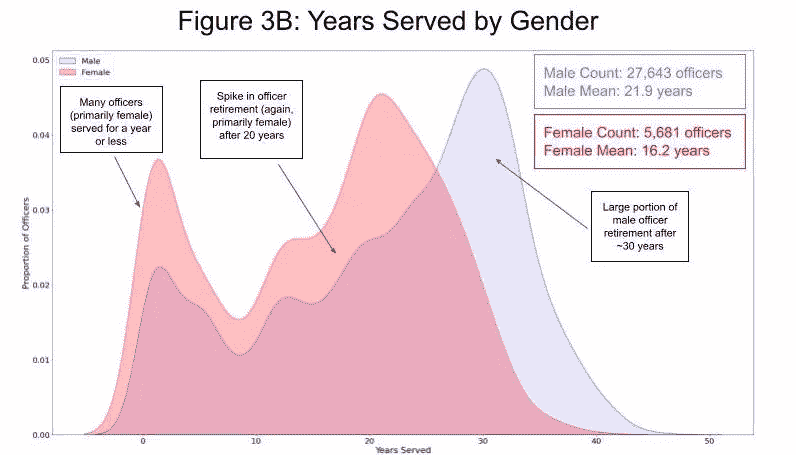 Figure 3B: Years Served by Gender
Male
Female
Many officers
(primarily female)
served for a year
or less
Spike in officer
retirement (again,
primarily female)
after 20 years
Male Count: 27,643 officers
Male Mean: 21.9 years
Female Count: 5,681 officers
Female Mean: 16.2 years
Large portion of
male officer
retirement after
~30 years
Proportion of Officers
0.05
0.04
0.03
0.02
0.01
0.00
0 10 20 30 40 50
Years Served